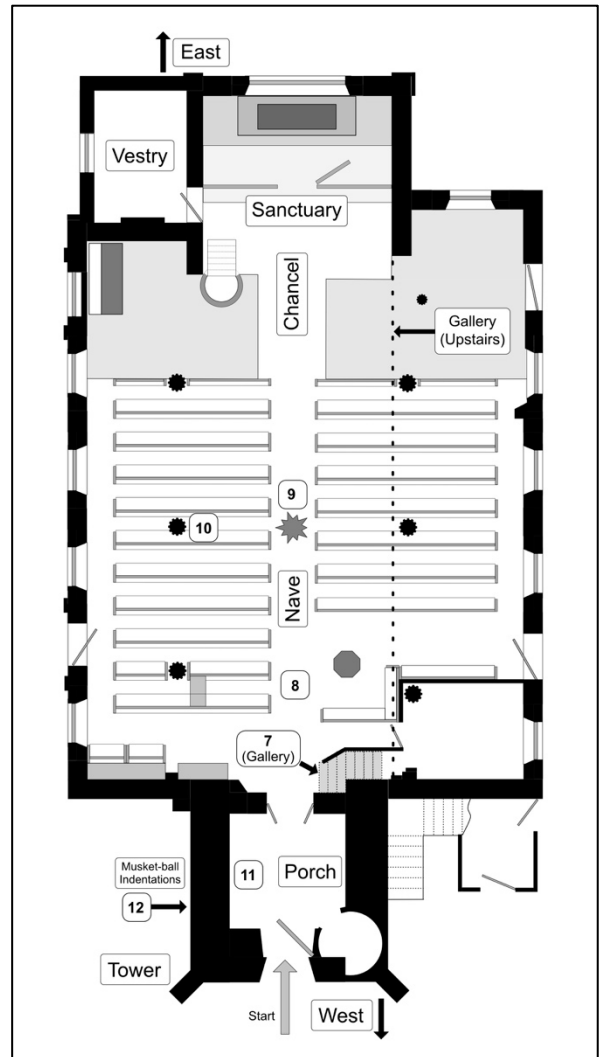 East
Vestry
Sanctuary
Chancel
Gallery
(Upstairs)
9
10
Nave
8
7
(Gallery)
Musket-ball
Indentations
12
11
Porch
Tower
Start
West